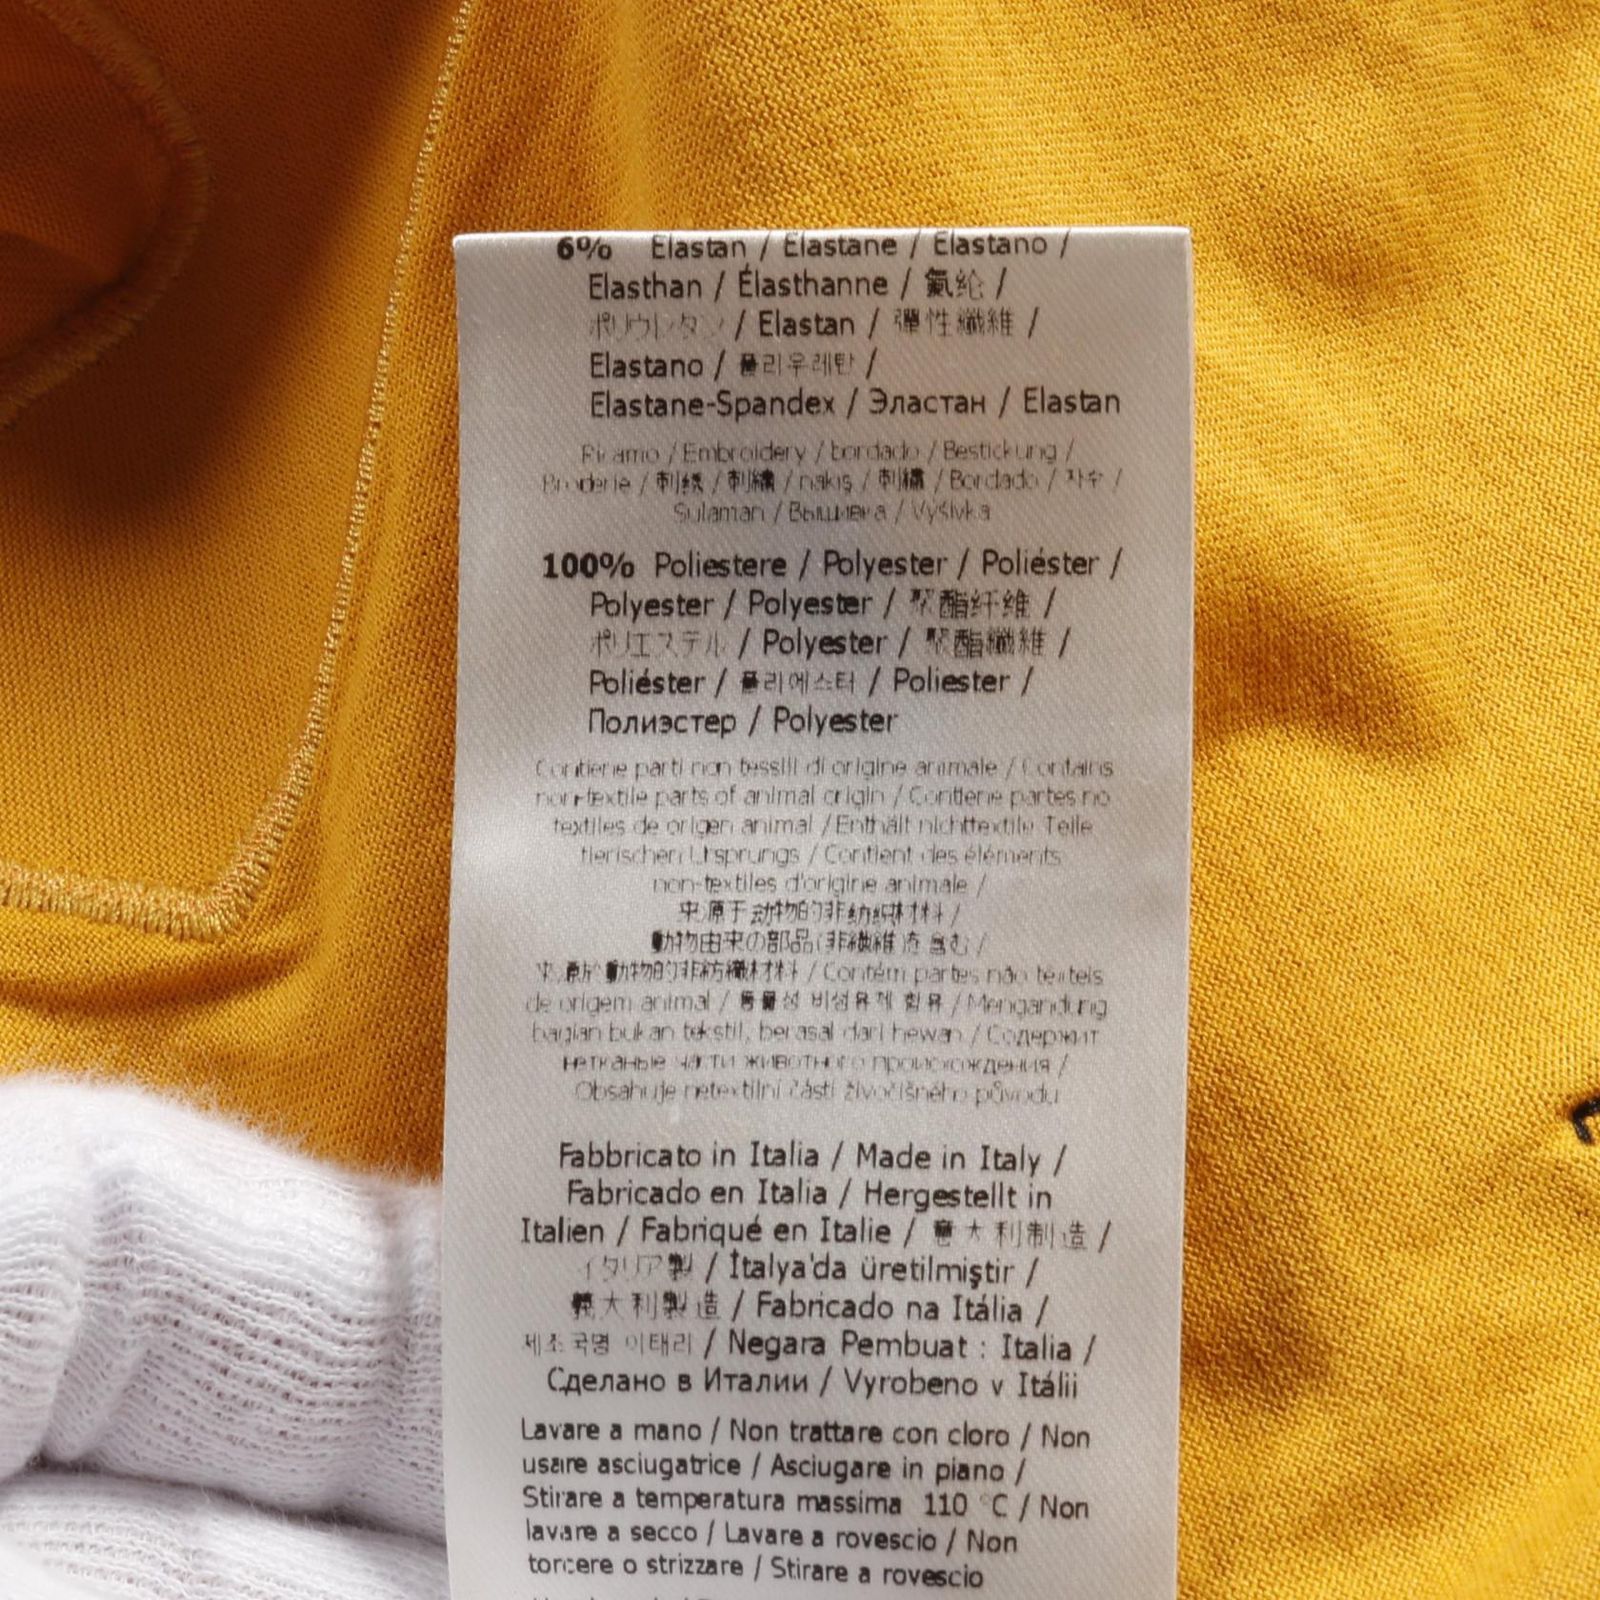 6% Elastan / Elastane / Elastano /
Elasthan / Élasthanne / 氨纶 /
ポリウレタン / Elastan / 彈性纖維 /
Elastano / 폴리우레탄 /
Elastane-Spandex / Эластан / Elastan
Ricamo / Embroidery / bordado / Bestickung /
Broderie / 刺绣 / 刺繍 / nakış / 刺繡 / Bordado / 자수 /
Sulaman / Вышивка / Výšivka
100% Poliestere / Polyester / Poliéster /
Polyester / Polyester / 聚酯纤维 /
ポリエステル / Polyester / 聚酯纖維 /
Poliéster / 폴리에스터 / Poliester /
Полиэстер / Polyester
Contiene parti non tessili di origine animale / Contains
non-textile parts of animal origin / Contiene partes no
textiles de origen animal / Enthält nichttextile Teile
tierischen Ursprungs / Contient des éléments
non-textiles d'origine animale /
来源于动物的非纺织材料 /
動物由来の部品(非繊維)を含む /
來源於動物的非紡織材料 / Contém partes não têxteis
de origem animal / 동물성 비섬유제 함유 / Mengandung
bagian bukan tekstil, berasal dari hewan / Содержит
нетканые части животного происхождения /
Obsahuje netextilní části živočišného původu
Fabbricato in Italia / Made in Italy /
Fabricado en Italia / Hergestellt in
Italien / Fabriqué en Italie / 意大利制造 /
イタリア製 / İtalya'da üretilmiştir /
義大利製造 / Fabricado na Itália /
제조국명 이태리 / Negara Pembuat : Italia /
Сделано в Италии / Vyrobeno v Itálii
Lavare a mano / Non trattare con cloro / Non
usare asciugatrice / Asciugare in piano /
Stirare a temperatura massima 110 °C / Non
lavare a secco / Lavare a rovescio / Non
torcere o strizzare / Stirare a rovescio